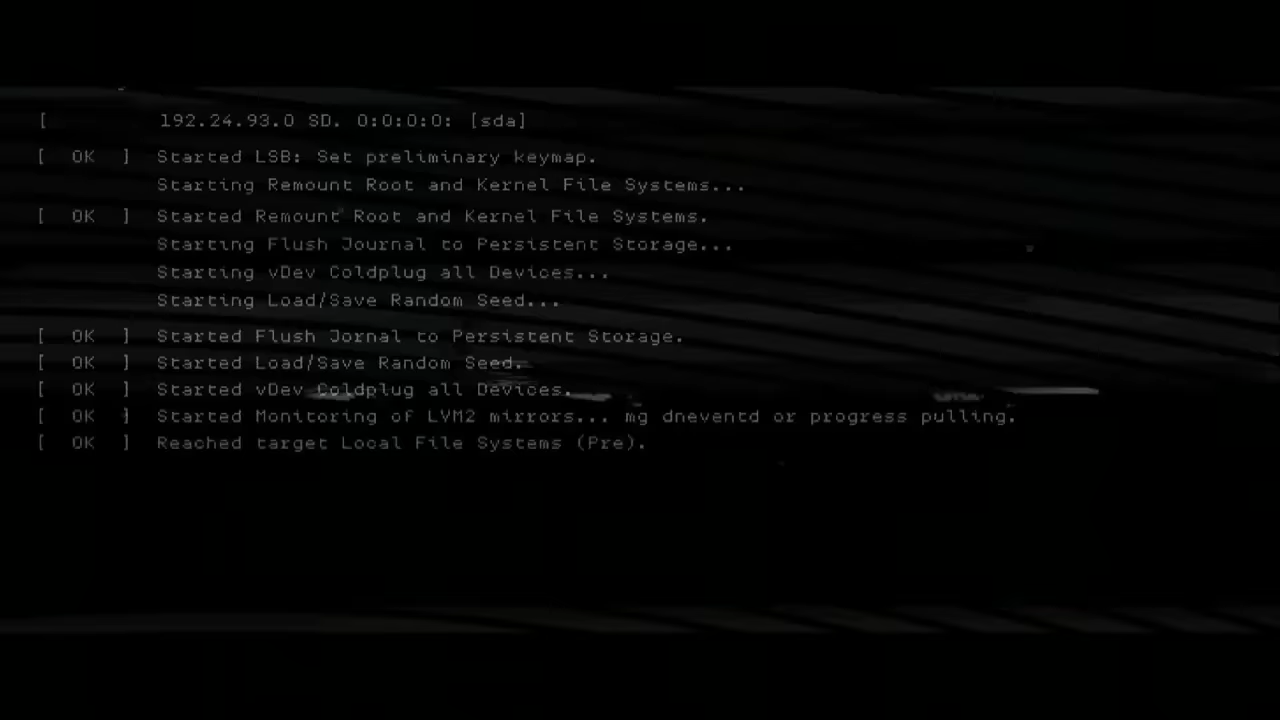 [ 192.24.93.0 SD. 0:0:0:0: [sda]
[ OK ] Started LSB: Set preliminary keymap.
Starting Remount Root and Kernel File Systems...
[ OK ] Started Remount Root and Kernel File Systems.
Starting Flush Journal to Persistent Storage...
Starting vDev Coldplug all Devices...
Starting Load/Save Random Seed...
[ OK ] Started Flush Jornal to Persistent Storage.
[ OK ] Started Load/Save Random Seed.
[ OK ] Started vDev Coldplug all Devices.
[ OK ] Started Monitoring of LVM2 mirrors... mg dneventd or progress pulling.
[ OK ] Reached target Local File Systems (Pre).